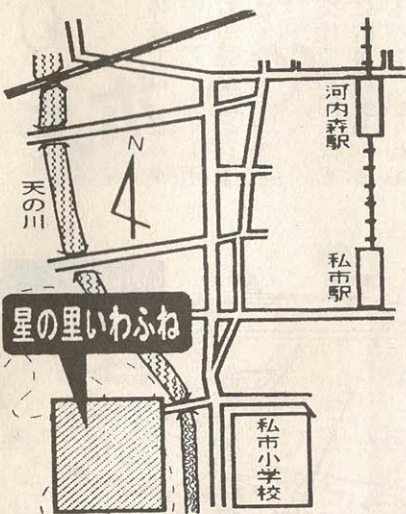 N
河内森駅
天の川
私市駅
星の里いわふね
私市小学校